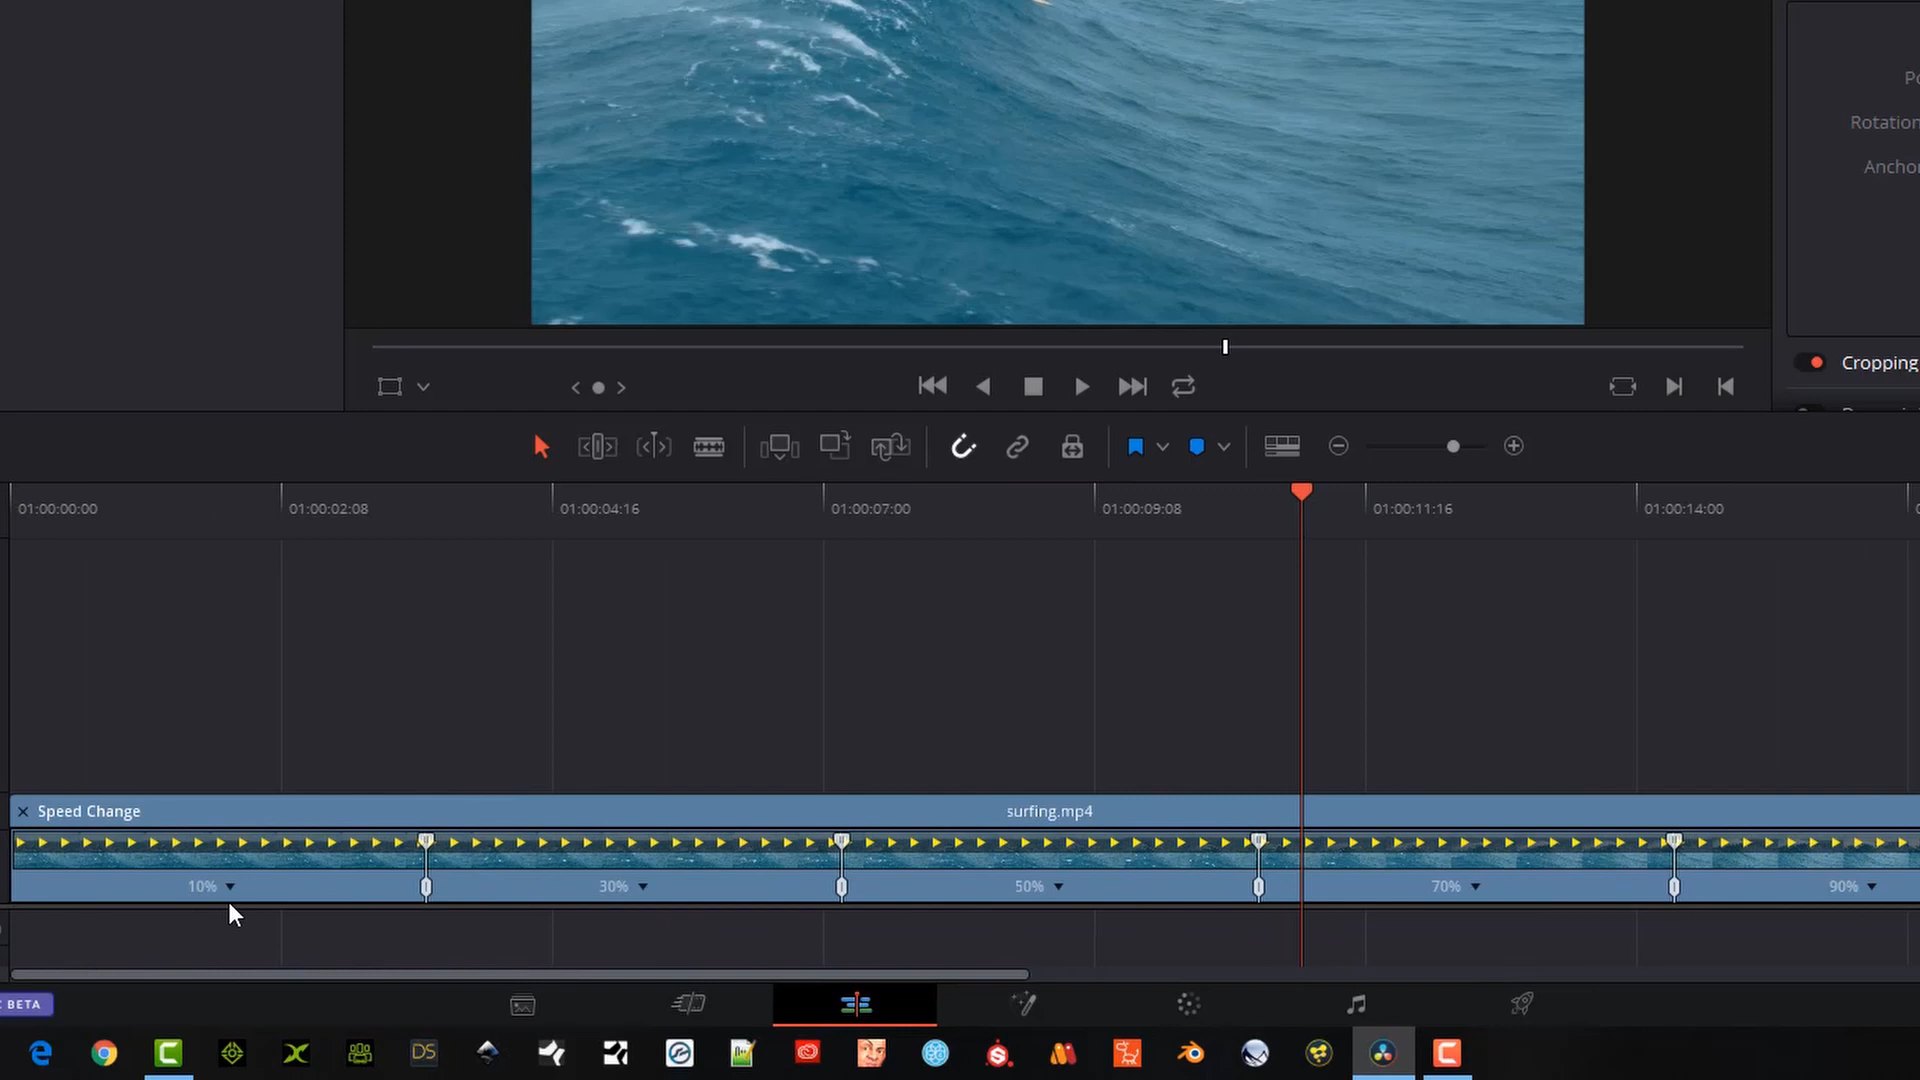 Po
Rotation
Anchor
Cropping
01:00:00:00
01:00:02:08
01:00:04:16
01:00:07:00
01:00:09:08
01:00:11:16
01:00:14:00
Speed Change
surfing.mp4
10%
30%
50%
70%
90%
C BETA
DS